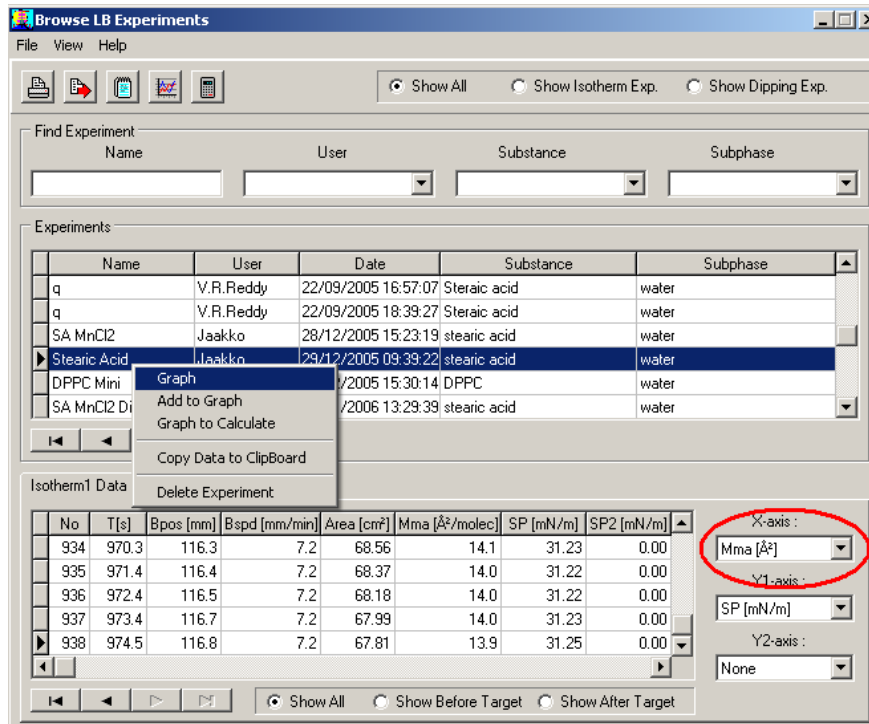 Browse LB Experiments
File View Help
Show All Show Isotherm Exp. Show Dipping Exp.
Find Experiment
Name User Substance Subphase
Experiments
Name User Date Substance Subphase
q V.R.Reddy 22/09/2005 16:57:07 Steraic acid water
q V.R.Reddy 22/09/2005 18:39:27 Steraic acid water
SA MnCl2 Jaakko 28/12/2005 15:23:19 stearic acid water
Stearic Acid Jaakko 29/12/2005 09:39:22 stearic acid water
DPPC Mini /2005 15:30:14 DPPC water
SA MnCl2 Di /2006 13:29:39 stearic acid water
Graph
Add to Graph
Graph to Calculate
Copy Data to ClipBoard
Delete Experiment
Isotherm1 Data
No T[s] Bpos [mm] Bspd [mm/min] Area [cm²] Mma [Å²/molec] SP [mN/m] SP2 [mN/m]
934 970.3 116.3 7.2 68.56 14.1 31.23 0.00
935 971.4 116.4 7.2 68.37 14.0 31.22 0.00
936 972.4 116.5 7.2 68.18 14.0 31.22 0.00
937 973.4 116.7 7.2 67.99 14.0 31.23 0.00
938 974.5 116.8 7.2 67.81 13.9 31.25 0.00
X-axis :
Mma [Å²]
Y1-axis :
SP [mN/m]
Y2-axis :
None
Show All Show Before Target Show After Target